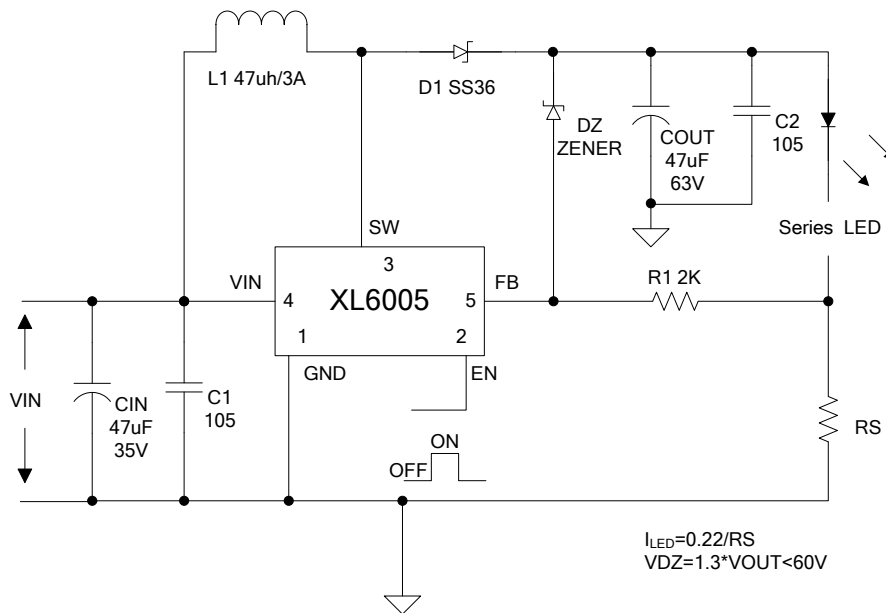 L1 47uh/3A
D1 SS36
DZ
ZENER
COUT
47uF
63V
C2
105
Series LED
SW
3
VIN
4
XL6005
5
FB
R1 2K
1
2
GND
EN
VIN
CIN
47uF
35V
C1
105
RS
ON
OFF
ILED=0.22/RS
VDZ=1.3*VOUT<60V